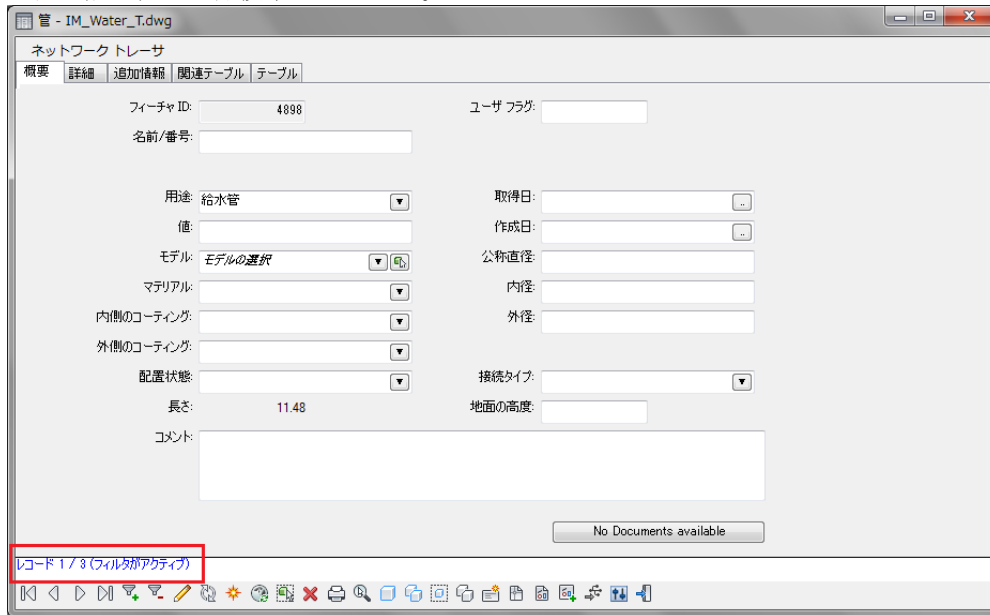 管 - IM_Water_T.dwg
ネットワーク トレーサ
概要 詳細 追加情報 関連テーブル テーブル
フィーチャ ID: 4898 ユーザ フラグ:
名前/番号:
用途: 給水管 取得日: ..
値: 作成日: ..
モデル: モデルの選択 公称直径:
マテリアル: 内径:
内側のコーティング: 外径:
外側のコーティング:
配置状態: 接続タイプ:
長さ: 11.48 地面の高度:
コメント:
No Documents available
レコード 1 / 3 (フィルタがアクティブ)